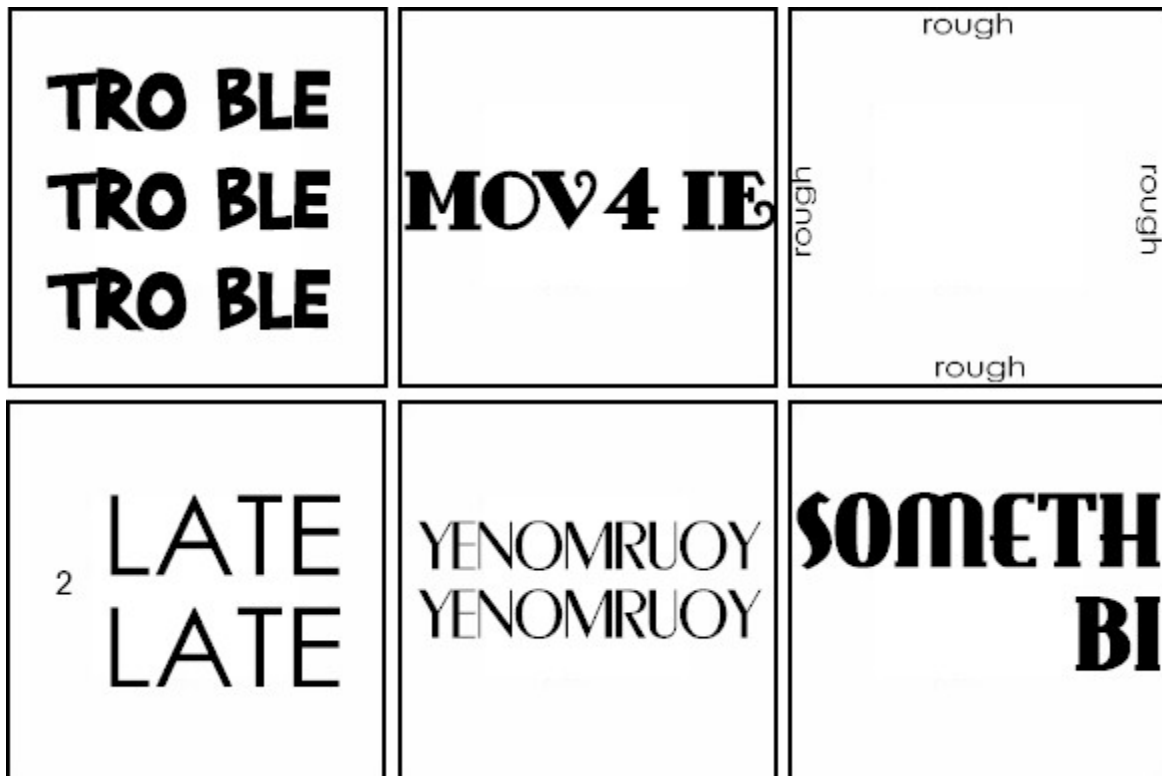 TRO BLE
TRO BLE
TRO BLE
MOV4 IE
rough
rough
rough
rough
2
LATE
LATE
YENOMRUOY
YENOMRUOY
SOMETH
BI